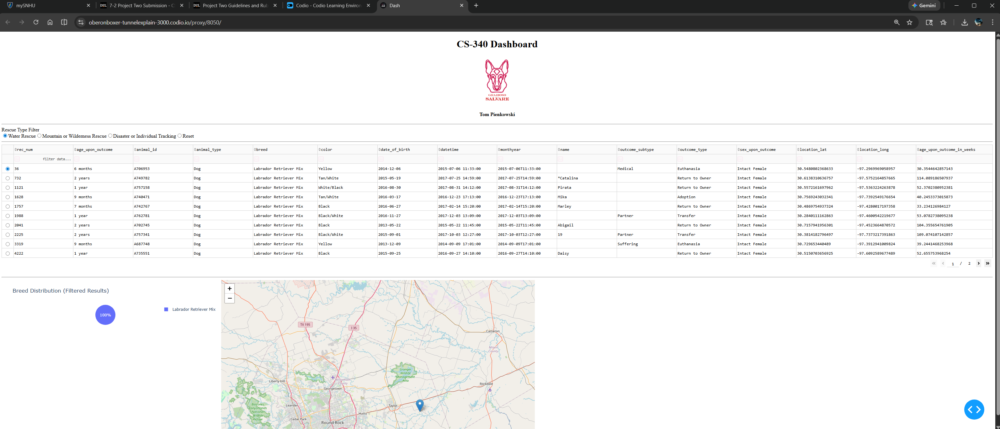 mySNHU
D2L 7-2 Project Two Submission - C
D2L Project Two Guidelines and Rub
Codio - Codio Learning Environ
Dash
Gemini
oberonboxer-tunnelexplain-3000.codio.io/proxy/8050/
CS-340 Dashboard
GRAZIOSO
SALVARE
Tom Pienkowski
Rescue Type Filter
Water Rescue Mountain or Wilderness Rescue Disaster or Individual Tracking Reset
rec_num age_upon_outcome animal_id animal_type breed color date_of_birth datetime monthyear name outcome_subtype outcome_type sex_upon_outcome location_lat location_long age_upon_outcome_in_weeks
filter data...
36 6 months A706953 Dog Labrador Retriever Mix Yellow 2014-12-06 2015-07-06 11:33:00 2015-07-06T11:33:00 Medical Euthanasia Intact Female 30.5480802368633 -97.2969969058957 30.3544642857143
732 2 years A749782 Dog Labrador Retriever Mix Tan/White 2015-05-19 2017-07-25 14:59:00 2017-07-25T14:59:00 *Catalina Return to Owner Intact Female 30.6138310636757 -97.5752164857665 114.089186507937
1121 1 year A757158 Dog Labrador Retriever Mix White/Black 2016-08-30 2017-08-31 14:12:00 2017-08-31T14:12:00 Pirata Return to Owner Intact Female 30.5572161697962 -97.5363224263878 52.3702380952381
1628 9 months A740471 Dog Labrador Retriever Mix Tan/White 2016-03-17 2016-12-23 17:13:00 2016-12-23T17:13:00 Mika Adoption Intact Female 30.7569243032341 -97.7392549176654 40.2453373015873
1757 7 months A742767 Dog Labrador Retriever Mix Black 2016-06-27 2017-02-14 15:20:00 2017-02-14T15:20:00 Marley Return to Owner Intact Female 30.4869754937324 -97.4280017197358 33.234126984127
1988 1 year A762781 Dog Labrador Retriever Mix Black/White 2016-11-27 2017-12-03 13:09:00 2017-12-03T13:09:00 Partner Transfer Intact Female 30.2840111162863 -97.4600542219677 53.0782738095238
2041 2 years A702745 Dog Labrador Retriever Mix Black 2013-05-22 2015-05-22 11:45:00 2015-05-22T11:45:00 Abigail Return to Owner Intact Female 30.7157941956301 -97.4523664870572 104.355654761905
2225 2 years A757341 Dog Labrador Retriever Mix Black/White 2015-09-01 2017-10-03 12:27:00 2017-10-03T12:27:00 19 Partner Transfer Intact Female 30.3814182796497 -97.7373217391863 109.074107142857
3319 9 months A687748 Dog Labrador Retriever Mix Yellow 2013-12-09 2014-09-09 17:01:00 2014-09-09T17:01:00 Suffering Euthanasia Intact Female 30.729653440489 -97.3912941009824 39.2441468253968
4222 1 year A735551 Dog Labrador Retriever Mix Black 2015-09-25 2016-09-27 14:10:00 2016-09-27T14:10:00 Daisy Return to Owner Intact Female 30.5150703656925 -97.6092589677489 52.655753968254
1 / 2
Breed Distribution (Filtered Results)
100%
Labrador Retriever Mix
+
−
TX 195
I 35
Cameron
Milam
County
Granger
Wildlife
Management
Area
Liberty Hill
Williamson
County
Georgetown
Rockdale
Balcones
Canyonlands
National
Wildlife
Refuge
Leander
Taylor
Hutto
Cedar Park
Round Rock